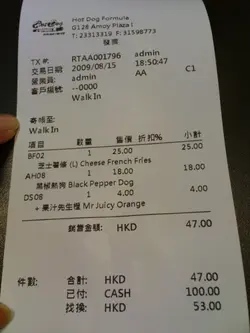 Hot Dog Formula
G128 Amoy Plaza I
T: 23313319 F: 31598773
發換
TX #: RTAA001796 admin
交易日期 2009/08/15 18:50:47
營業員: admin AA C1
客戶編號 --0000
Walk In
寄帳至:
Walk In
項目 數量 售價 折扣% 小計
BF02 1 25.00 25.00
芝士薯條 (L) Cheese French Fries
AH08 1 18.00 18.00
黑椒熱狗 Black Pepper Dog
DS08 1 4.00 4.00
+ 果汁先生橙 Mr Juicy Orange
銷售金額: HKD 47.00
件數: 合計: HKD 47.00
已付: CASH 100.00
找換: HKD 53.00